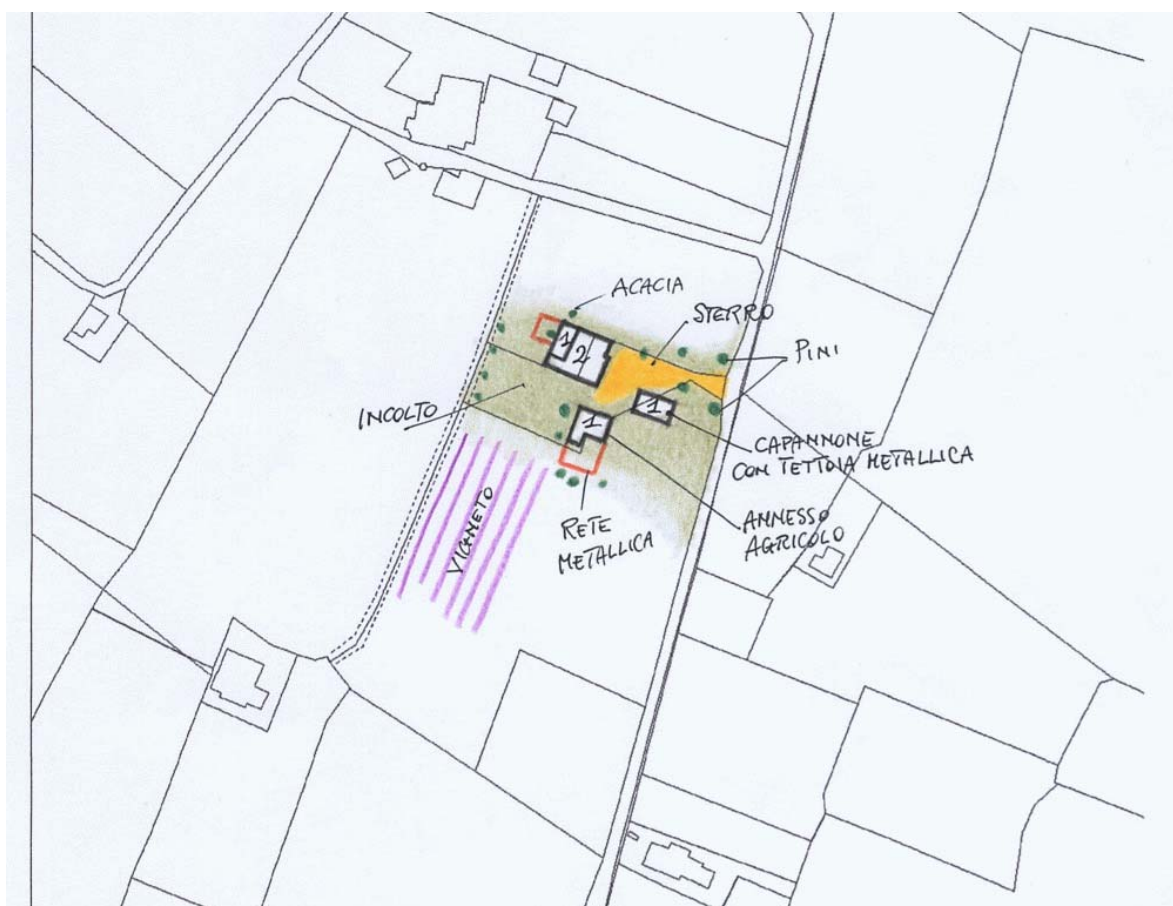 ACACIA
STERRO
PINI
1
2
1
1
INCOLTO
CAPANNONE
CON TETTOIA METALLICA
VIGNETO
RETE
METALLICA
ANNESSO
AGRICOLO